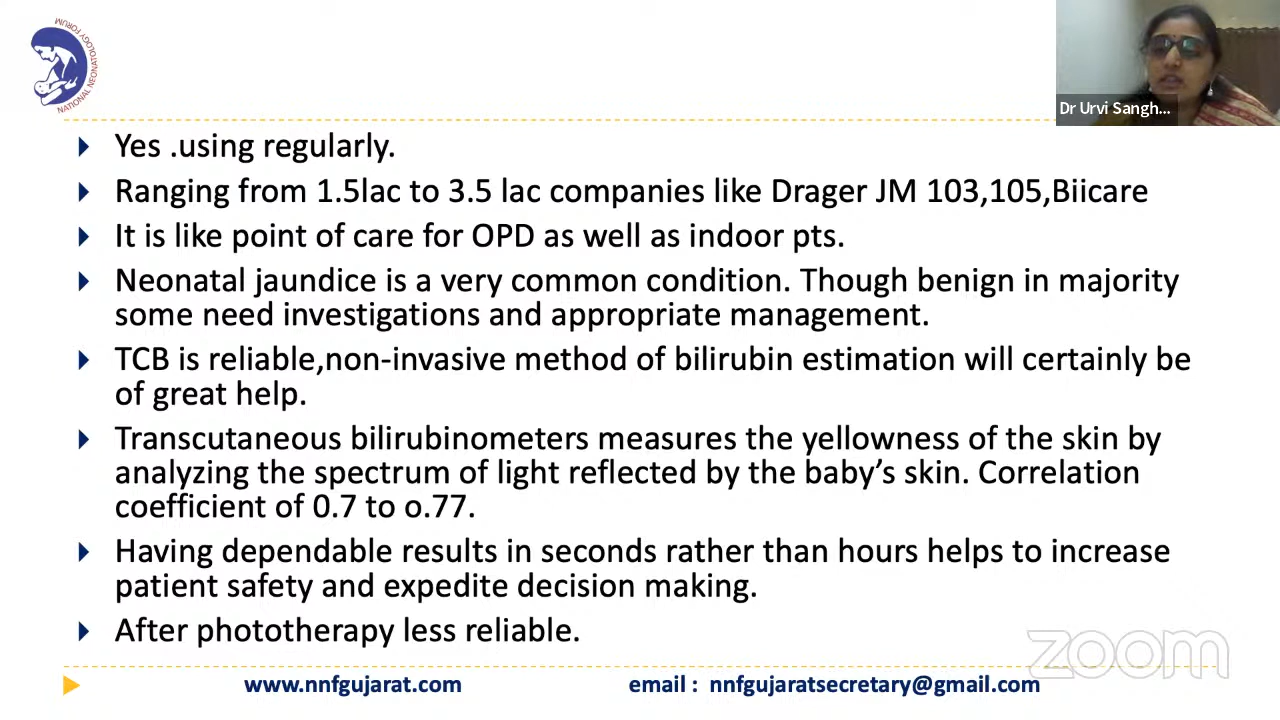 NATIONAL NEONATOLOGY FORUM
Dr Urvi Sangh...
Yes .using regularly.
Ranging from 1.5lac to 3.5 lac companies like Drager JM 103,105,Biicare
It is like point of care for OPD as well as indoor pts.
Neonatal jaundice is a very common condition. Though benign in majority
some need investigations and appropriate management.
TCB is reliable,non-invasive method of bilirubin estimation will certainly be
of great help.
Transcutaneous bilirubinometers measures the yellowness of the skin by
analyzing the spectrum of light reflected by the baby’s skin. Correlation
coefficient of 0.7 to o.77.
Having dependable results in seconds rather than hours helps to increase
patient safety and expedite decision making.
After phototherapy less reliable.
zoom
www.nnfgujarat.com email : nnfgujaratsecretary@gmail.com